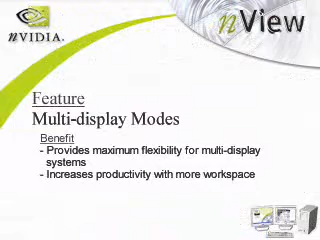 nVIDIA.
nView
Feature
Multi-display Modes
Benefit
- Provides maximum flexibility for multi-display
systems
- Increases productivity with more workspace